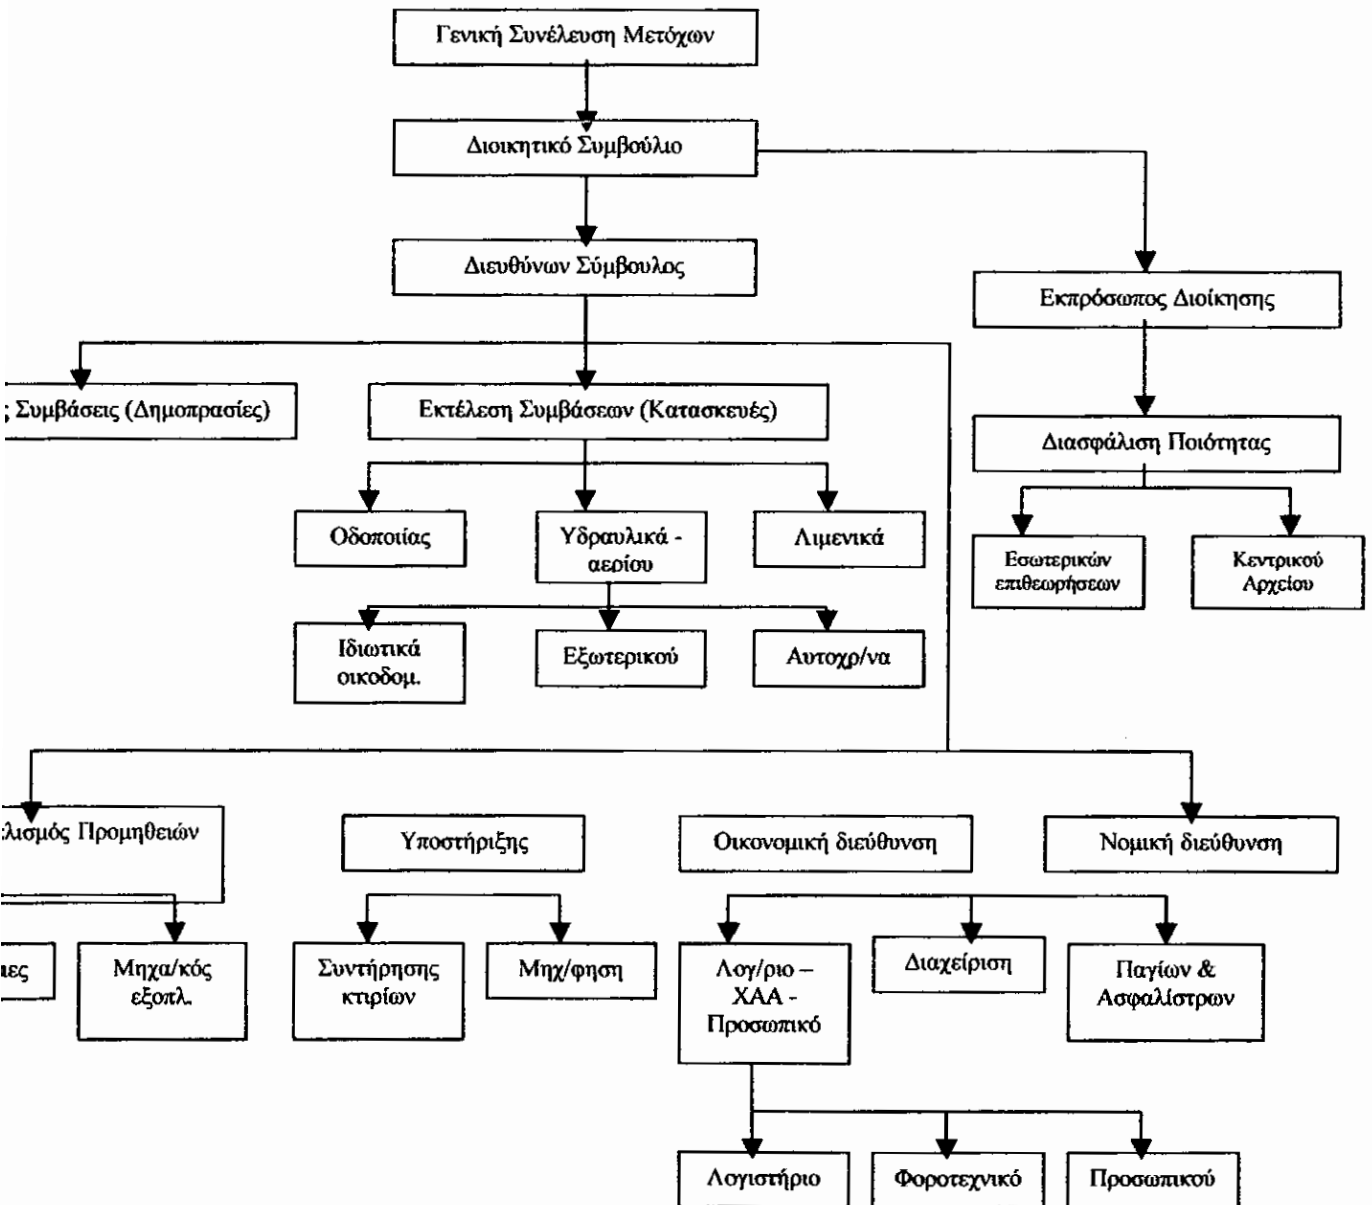 Γενική Συνέλευση Μετόχων
Διοικητικό Συμβούλιο
Διευθύνων Σύμβουλος
Εκπρόσωπος Διοίκησης
Συμβάσεις (Δημοπρασίες)
Εκτέλεση Συμβάσεων (Κατασκευές)
Διασφάλιση Ποιότητας
Οδοποιίας
Υδραυλικά -
αερίου
Λιμενικά
Εσωτερικών
επιθεωρήσεων
Κεντρικού
Αρχείου
Ιδιωτικά
οικοδομ.
Εξωτερικού
Αυτοχρ/να
Προμηθειών
Υποστήριξης
Οικονομική διεύθυνση
Νομική διεύθυνση
Μηχα/κός
εξοπλ.
Συντήρησης
κτιρίων
Μηχ/φηση
Λογ/ριο –
ΧΑΑ -
Προσωπικό
Διαχείριση
Παγίων &
Ασφαλίστρων
Λογιστήριο
Φοροτεχνικό
Προσωπικού